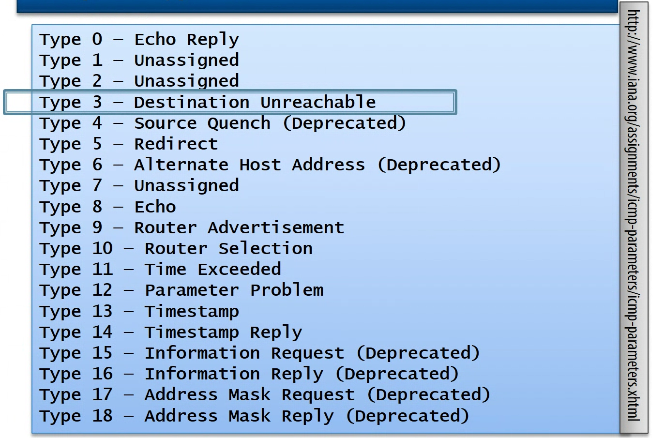 Type 0 – Echo Reply
Type 1 – Unassigned
Type 2 – Unassigned
Type 3 – Destination Unreachable
Type 4 – Source Quench (Deprecated)
Type 5 – Redirect
Type 6 – Alternate Host Address (Deprecated)
Type 7 – Unassigned
Type 8 – Echo
Type 9 – Router Advertisement
Type 10 – Router Selection
Type 11 – Time Exceeded
Type 12 – Parameter Problem
Type 13 – Timestamp
Type 14 – Timestamp Reply
Type 15 – Information Request (Deprecated)
Type 16 – Information Reply (Deprecated)
Type 17 – Address Mask Request (Deprecated)
Type 18 – Address Mask Reply (Deprecated)
http://www.iana.org/assignments/icmp-parameters/icmp-parameters.xhtml